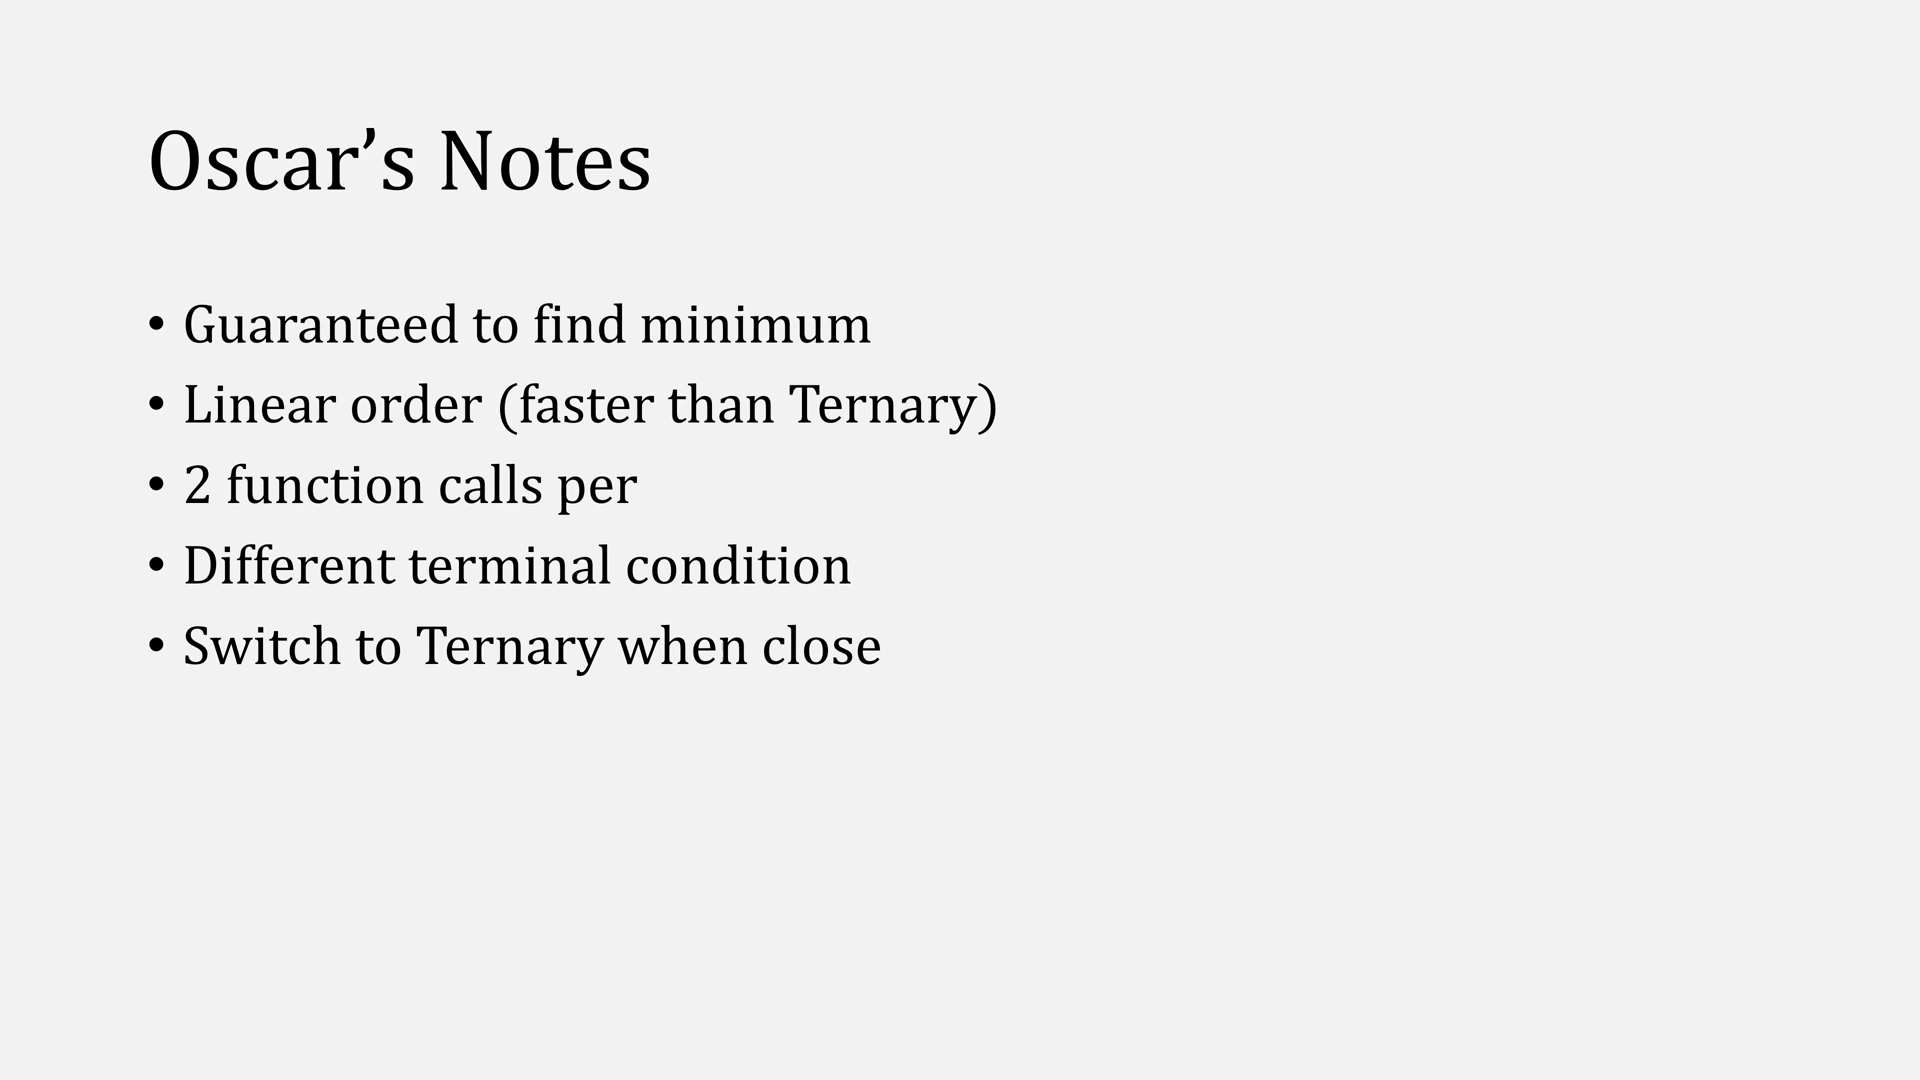 Oscar’s Notes
• Guaranteed to find minimum
• Linear order (faster than Ternary)
• 2 function calls per
• Different terminal condition
• Switch to Ternary when close